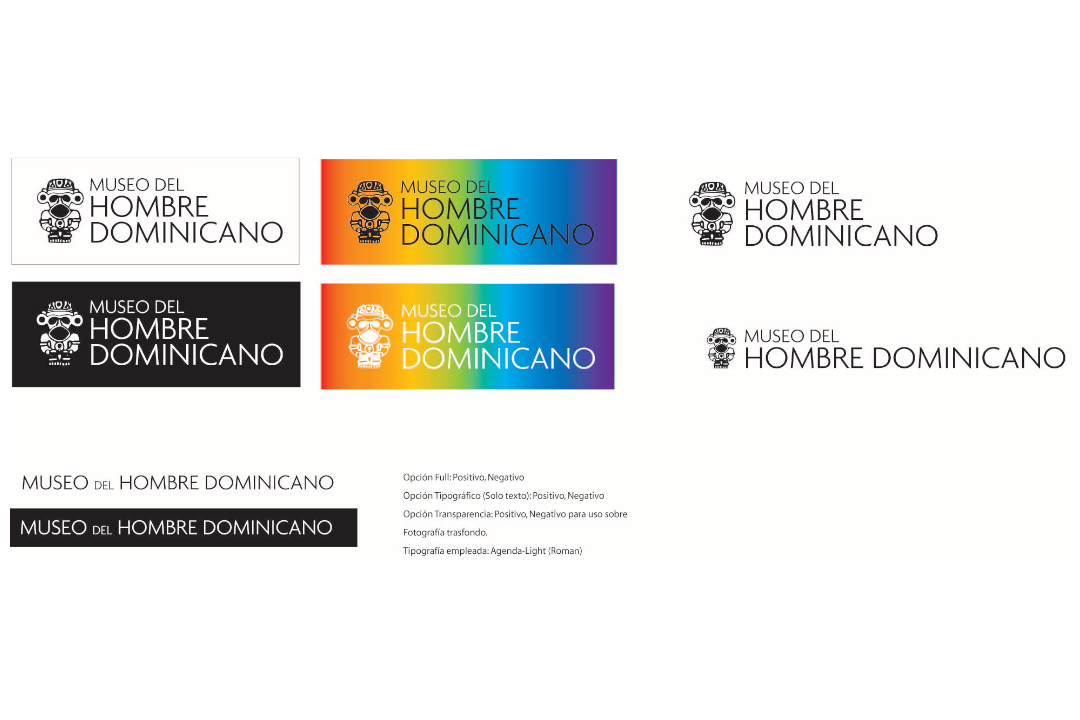 MUSEO DEL
HOMBRE
DOMINICANO
MUSEO DEL
HOMBRE
DOMINICANO
MUSEO DEL
HOMBRE
DOMINICANO
MUSEO DEL
HOMBRE
DOMINICANO
MUSEO DEL
HOMBRE
DOMINICANO
MUSEO DEL
HOMBRE DOMINICANO
MUSEO DEL HOMBRE DOMINICANO
MUSEO DEL HOMBRE DOMINICANO
Opción Full: Positivo, Negativo
Opción Tipográfico (Solo texto): Positivo, Negativo
Opción Transparencia: Positivo, Negativo para uso sobre
Fotografía trasfondo.
Tipografía empleada: Agenda-Light (Roman)